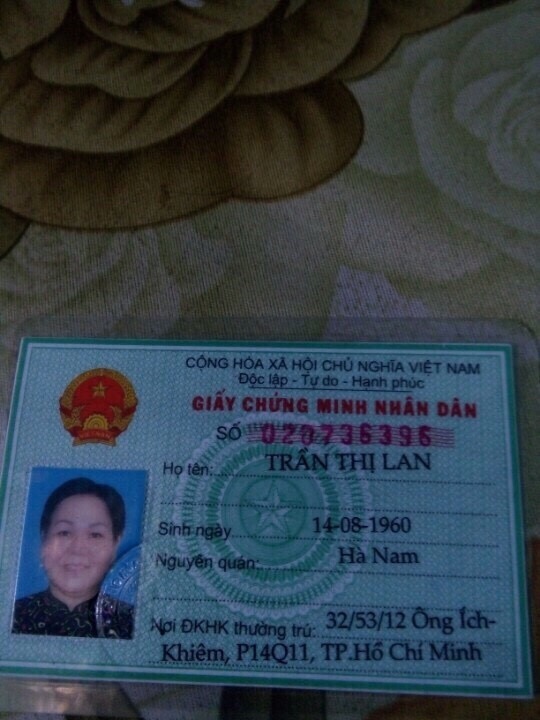 CỘNG HÒA XÃ HỘI CHỦ NGHĨA VIỆT NAM
Độc lập - Tự do - Hạnh phúc
GIẤY CHỨNG MINH NHÂN DÂN
SỐ 020736396
Họ tên: TRẦN THỊ LAN
Sinh ngày 14-08-1960
Nguyên quán: Hà Nam
Nơi ĐKHK thường trú: 32/53/12 Ông Ích-
Khiêm, P14Q11, TP.Hồ Chí Minh